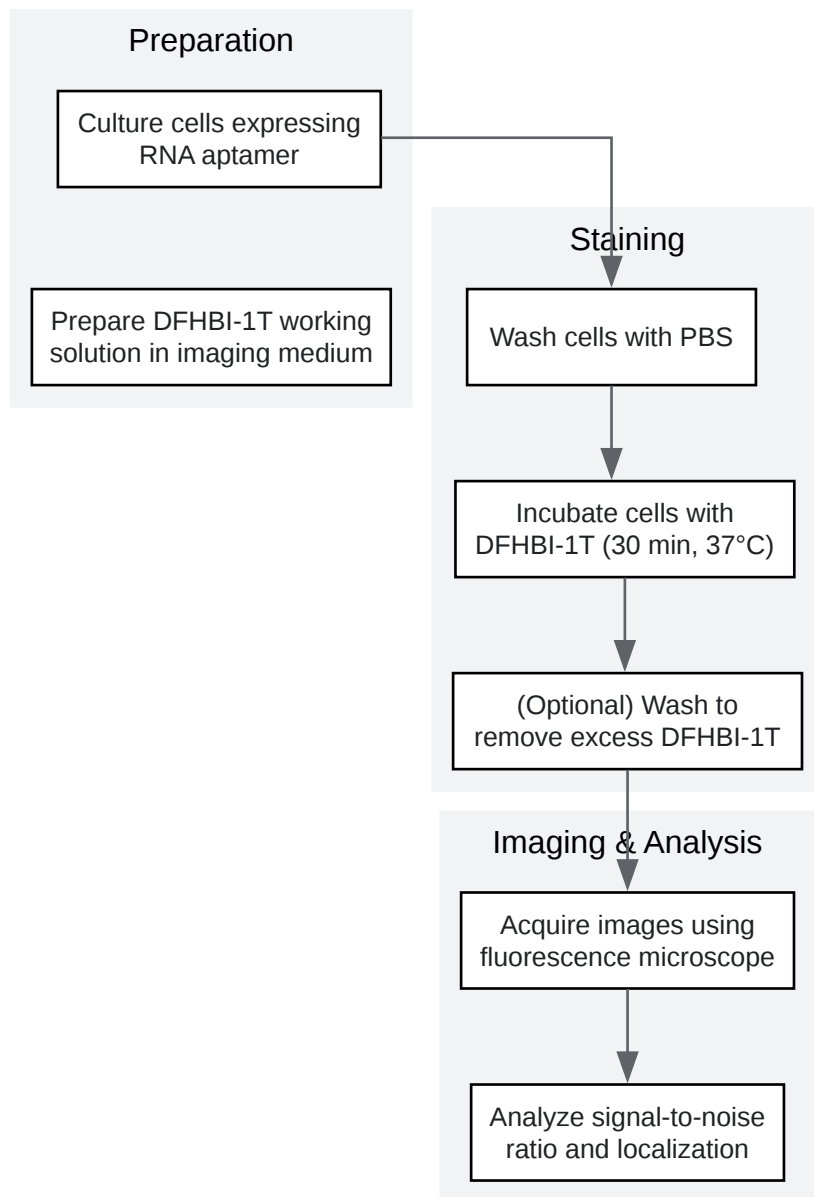 Preparation
Culture cells expressing
RNA aptamer
Prepare DFHBI-1T working
solution in imaging medium
Staining
Wash cells with PBS
Incubate cells with
DFHBI-1T (30 min, 37°C)
(Optional) Wash to
remove excess DFHBI-1T
Imaging & Analysis
Acquire images using
fluorescence microscope
Analyze signal-to-noise
ratio and localization